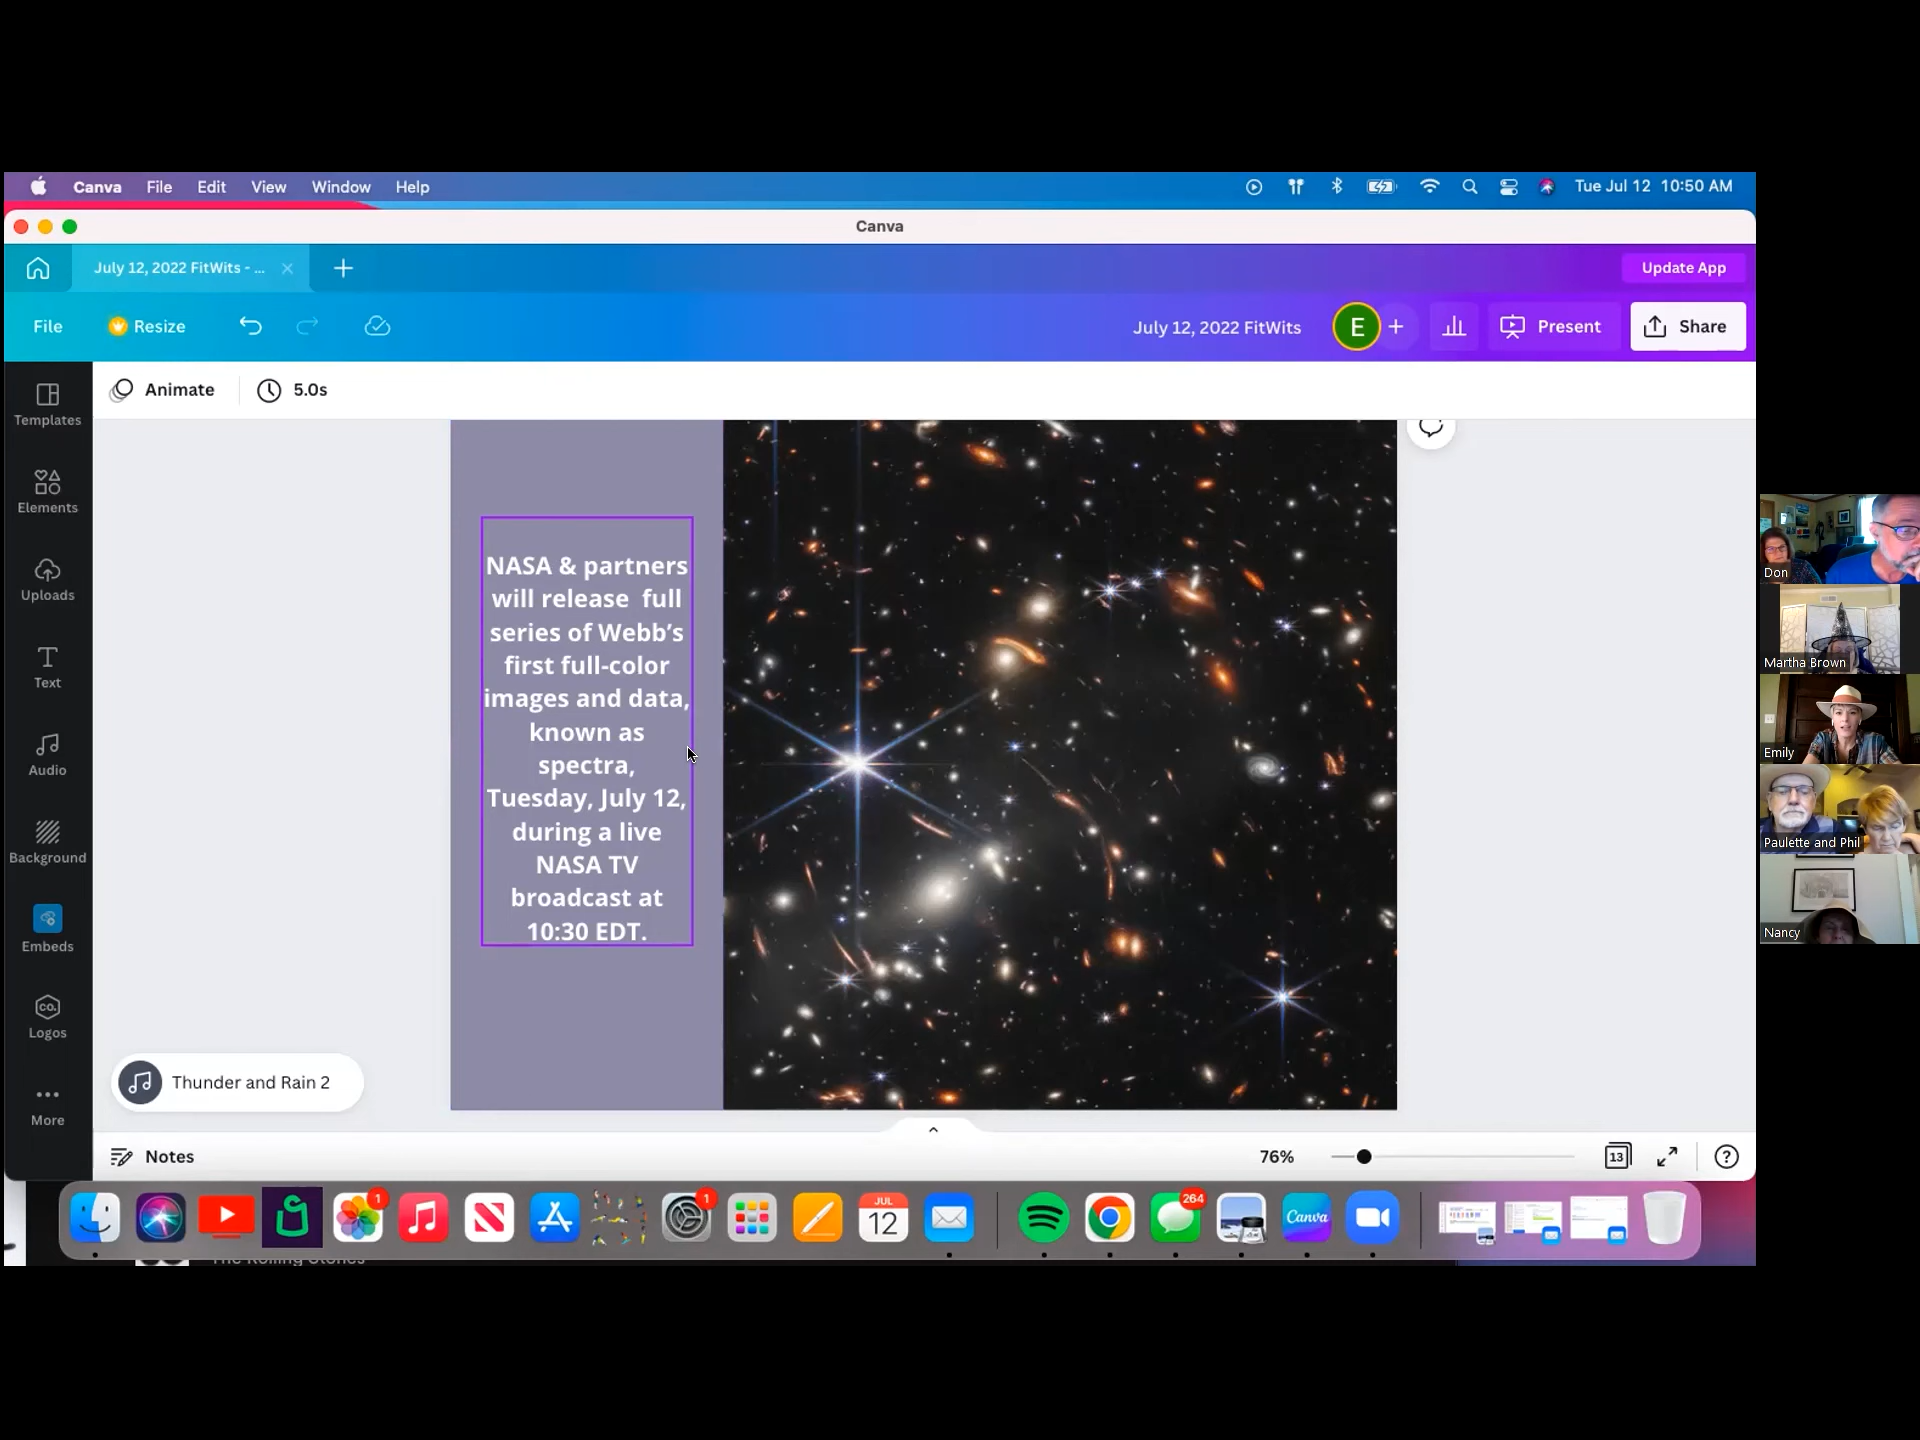 Canva File Edit View Window Help Tue Jul 12 10:50 AM
Canva
July 12, 2022 FitWits - ... Update App
File Resize July 12, 2022 FitWits E Present Share
Animate 5.0s
Templates
Elements
Uploads
Text
Audio
Background
Embeds
co.
Logos
More
NASA & partners
will release full
series of Webb's
first full-color
images and data,
known as
spectra,
Tuesday, July 12,
during a live
NASA TV
broadcast at
10:30 EDT.
Don
Martha Brown
Emily
Paulette and Phil
Nancy
Thunder and Rain 2
Notes 76% 13 ?
1 1 JUL 12 264 Canva
The Rolling Stones